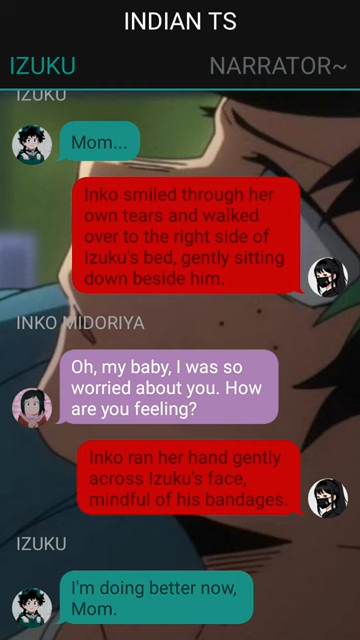 INDIAN TS
IZUKU NARRATOR~
IZUKU
Mom...
Inko smiled through her
own tears and walked
over to the right side of
Izuku's bed, gently sitting
down beside him.
INKO MIDORIYA
Oh, my baby, I was so
worried about you. How
are you feeling?
Inko ran her hand gently
across Izuku's face,
mindful of his bandages.
IZUKU
I'm doing better now,
Mom.